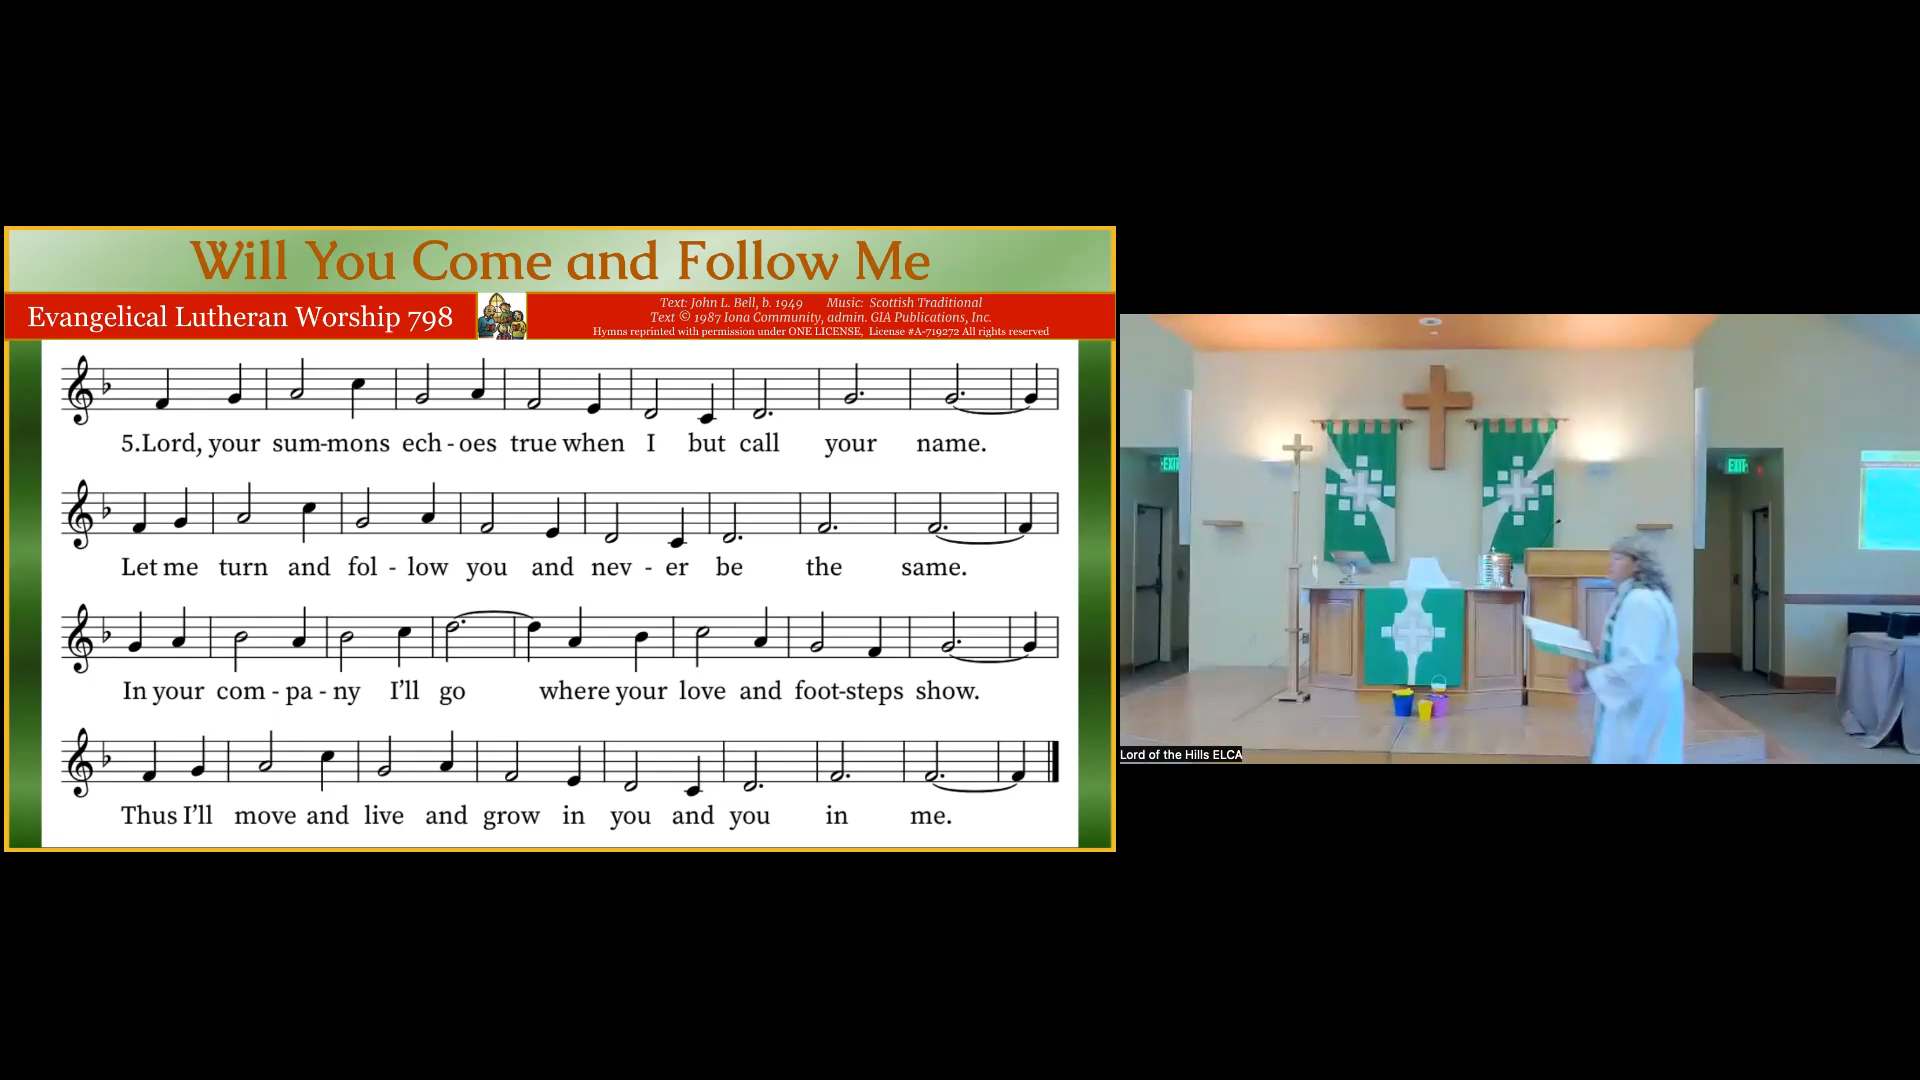 Will You Come and Follow Me
Evangelical Lutheran Worship 798
Text: John L. Bell, b. 1949 Music: Scottish Traditional
Text © 1987 Iona Community, admin. GIA Publications, Inc.
Hymns reprinted with permission under ONE LICENSE, License #A-719272 All rights reserved
5.Lord, your sum-mons ech - oes true when I but call your name.
Let me turn and fol - low you and nev - er be the same.
In your com - pa - ny I’ll go where your love and foot-steps show.
Thus I’ll move and live and grow in you and you in me.
EXIT
EXIT
Lord of the Hills ELCA